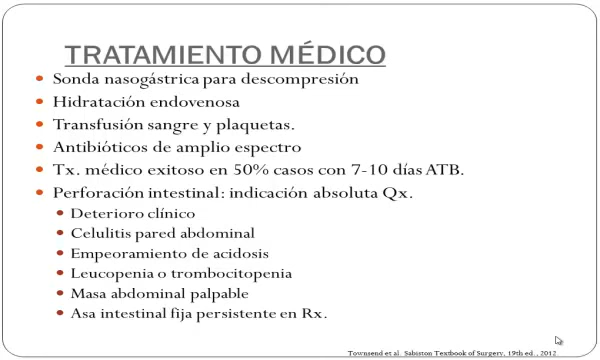 TRATAMIENTO MÉDICO
• Sonda nasogástrica para descompresión
• Hidratación endovenosa
• Transfusión sangre y plaquetas.
• Antibióticos de amplio espectro
• Tx. médico exitoso en 50% casos con 7-10 días ATB.
• Perforación intestinal: indicación absoluta Qx.
• Deterioro clínico
• Celulitis pared abdominal
• Empeoramiento de acidosis
• Leucopenia o trombocitopenia
• Masa abdominal palpable
• Asa intestinal fija persistente en Rx.
Townsend et al. Sabiston Textbook of Surgery, 19th ed., 2012